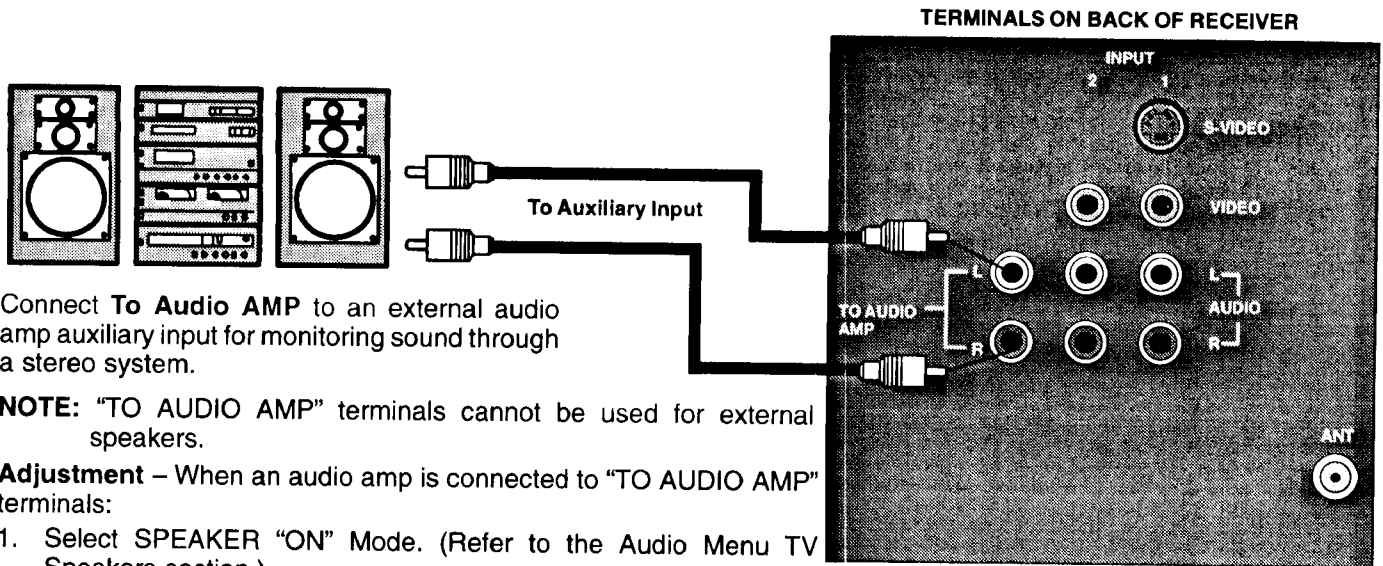 TERMINALS ON BACK OF RECEIVER
INPUT
2 1
S-VIDEO
VIDEO
To Auxiliary Input
L
L
TO AUDIO
AMP
AUDIO
R
R
ANT
TV
Connect To Audio AMP to an external audio
amp auxiliary input for monitoring sound through
a stereo system.
NOTE: "TO AUDIO AMP" terminals cannot be used for external
speakers.
Adjustment – When an audio amp is connected to "TO AUDIO AMP"
terminals:
1. Select SPEAKER "ON" Mode. (Refer to the Audio Menu TV
Speakers section.)